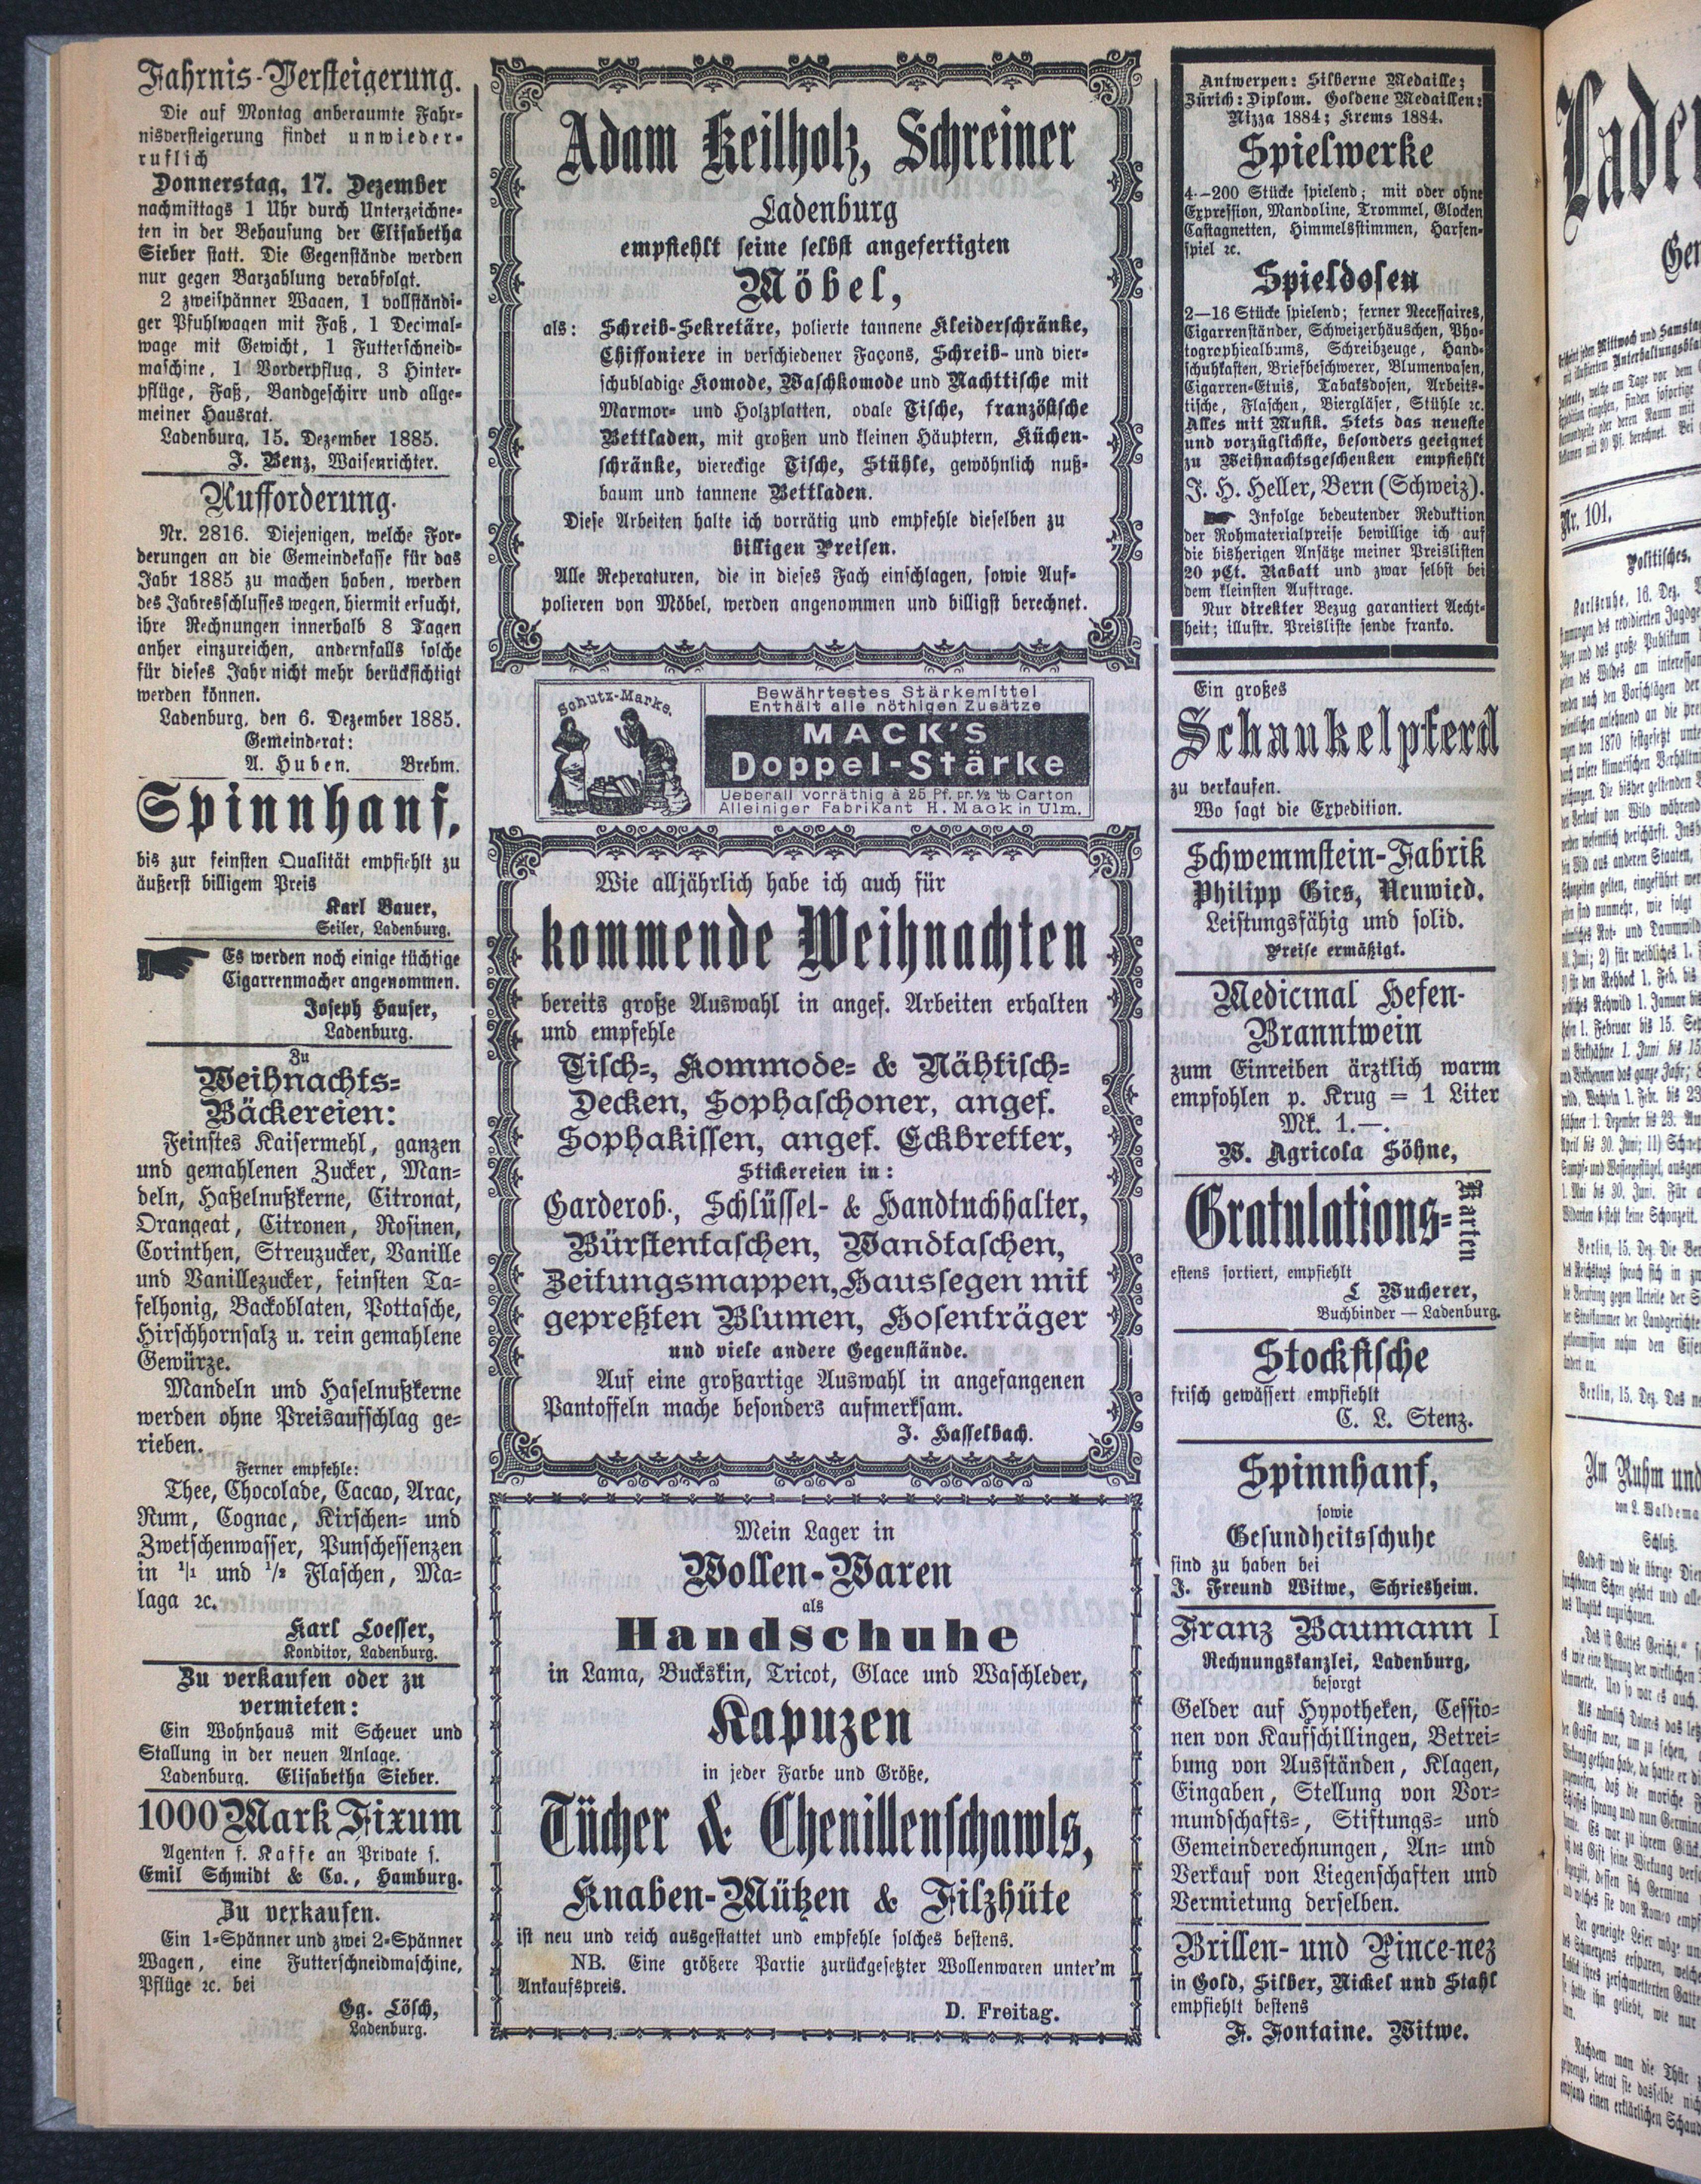 Fahrnis-Versteigerung.
Die auf Montag anberaumte Fahr-
nisversteigerung findet unwieder-
ruflich
Donnerstag, 17. Dezember
nachmittags 1 Uhr durch Unterzeichne-
ten in der Behausung der Elisabetha
Sieber statt. Die Gegenstände werden
nur gegen Barzahlung verabfolgt.
2 zweispänner Wagen, 1 vollständi-
ger Pfuhlwagen mit Faß, 1 Decimal-
wage mit Gewicht, 1 Futterschneid-
maschine, 1 Vorderpflug, 3 Hinter-
pflüge, Faß, Bandgeschirr und allge-
meiner Hausrat.
Ladenburg, 15. Dezember 1885.
J. Benz, Waisenrichter.
Aufforderung.
Nr. 2816. Diejenigen, welche For-
derungen an die Gemeindekasse für das
Jahr 1885 zu machen haben, werden
des Jahresschlusses wegen, hiermit ersucht,
ihre Rechnungen innerhalb 8 Tagen
anher einzureichen, andernfalls solche
für dieses Jahr nicht mehr berücksichtigt
werden können.
Ladenburg, den 6. Dezember 1885.
Gemeinderat:
A. Huben. Brehm.
Spinnhanf,
bis zur feinsten Qualität empfiehlt zu
äußerst billigem Preis
Karl Bauer,
Seiler, Ladenburg.
Es werden noch einige tüchtige
Cigarrenmacher angenommen.
Joseph Hauser,
Ladenburg.
Zu
Weihnachts-
Bäckereien:
Feinstes Kaisermehl, ganzen
und gemahlenen Zucker, Man-
deln, Haßelnußkerne, Citronat,
Orangeat, Citronen, Rosinen,
Corinthen, Streuzucker, Vanille
und Vanillezucker, feinsten Ta-
felhonig, Backoblaten, Pottasche,
Hirschhornsalz u. rein gemahlene
Gewürze.
Mandeln und Haselnußkerne
werden ohne Preisaufschlag ge-
rieben.
Ferner empfehle:
Thee, Chocolade, Cacao, Arac,
Rum, Cognac, Kirschen- und
Zwetschenwasser, Punschessenzen
in 1/1 und 1/2 Flaschen, Ma-
laga ꝛc.
Karl Loesser,
Konditor, Ladenburg.
Zu verkaufen oder zu
vermieten:
Ein Wohnhaus mit Scheuer und
Stallung in der neuen Anlage.
Ladenburg. Elisabetha Sieber.
1000 Mark Fixum
Agenten f. Kaffe an Private s.
Emil Schmidt & Co., Hamburg.
Zu verkaufen.
Ein 1-Spänner und zwei 2-Spänner
Wagen, eine Futterschneidmaschine,
Pflüge ꝛc. bei
Gg. Lösch,
Ladenburg.
Adam Keilholz, Schreiner
Ladenburg
empfiehlt seine selbst angefertigten
Möbel,
als: Schreib-Sekretäre, polierte tannene Kleiderschränke,
Chiffoniere in verschiedener Façons, Schreib- und vier-
schubladige Komode, Waschkomode und Nachttische mit
Marmor- und Holzplatten, ovale Tische, französische
Bettladen, mit großen und kleinen Häuptern, Küchen-
schränke, viereckige Tische, Stühle, gewöhnlich nuß-
baum und tannene Bettladen.
Diese Arbeiten halte ich vorrätig und empfehle dieselben zu
billigen Preisen.
Alle Reperaturen, die in dieses Fach einschlagen, sowie Auf-
polieren von Möbel, werden angenommen und billigst berechnet.
Schutz-Marke.
Bewährtestes Stärkemittel
Enthält alle nöthigen Zusätze
MACK'S
Doppel-Stärke
Ueberall vorräthig à 25 Pf. pr. ½ ℔ Carton
Alleiniger Fabrikant H. Mack in Ulm.
Wie alljährlich habe ich auch für
kommende Weihnachten
bereits große Auswahl in angef. Arbeiten erhalten
und empfehle
Tisch-, Kommode- & Nähtisch-
Decken, Sophaschoner, angef.
Sophakissen, angef. Eckbretter,
Stickereien in:
Garderob-, Schlüssel- & Handtuchhalter,
Bürstentaschen, Wandtaschen,
Zeitungsmappen, Haussegen mit
gepreßten Blumen, Hosenträger
und viele andere Gegenstände.
Auf eine großartige Auswahl in angefangenen
Pantoffeln mache besonders aufmerksam.
J. Hasselbach.
Mein Lager in
Wollen-Waren
als
Handschuhe
in Lama, Buckskin, Tricot, Glace und Waschleder,
Kapuzen
in jeder Farbe und Größe,
Tücher & Chenillenschawls,
Knaben-Mützen & Filzhüte
ist neu und reich ausgestattet und empfehle solches bestens.
NB. Eine größere Partie zurückgesetzter Wollenwaren unter'm
Ankaufspreis.
D. Freitag.
Antwerpen: Silberne Medaille;
Zürich: Diplom. Goldene Medaillen:
Nizza 1884; Krems 1884.
Spielwerke
4—200 Stücke spielend; mit oder ohne
Expression, Mandoline, Trommel, Glocken
Castagnetten, Himmelsstimmen, Harfen-
spiel ꝛc.
Spieldosen
2—16 Stücke spielend; ferner Necessaires,
Cigarrenständer, Schweizerhäuschen, Pho-
togrephiealbums, Schreibzeuge, Hand-
schuhkasten, Briefbeschwerer, Blumenvasen,
Cigarren-Etuis, Tabaksdosen, Arbeits-
tische, Flaschen, Biergläser, Stühle ꝛc.
Alles mit Musik. Stets das neueste
und vorzüglichste, besonders geeignet
zu Weihnachtsgeschenken empfiehlt
J. H. Heller, Bern (Schweiz).
Infolge bedeutender Reduktion
der Rohmaterialpreise bewillige ich auf
die bisherigen Ansätze meiner Preislisten
20 pCt. Rabatt und zwar selbst bei
dem kleinsten Auftrage.
Nur direkter Bezug garantiert Aecht-
heit; illustr. Preisliste sende franko.
Ein großes
Schaukelpferd
zu verkaufen.
Wo sagt die Expedition.
Schwemmstein-Fabrik
Philipp Gies, Neuwied.
Leistungsfähig und solid.
Preise ermäßigt.
Medicinal Hefen-
Branntwein
zum Einreiben ärztlich warm
empfohlen p. Krug = 1 Liter
Mk. 1.—.
W. Agricola Söhne,
Gratulations-Karten
estens sortiert, empfiehlt
L Wucherer,
Buchbinder — Ladenburg.
Stockfische
frisch gewässert empfiehlt
C. L. Stenz.
Spinnhanf,
sowie
Gesundheitsschuhe
sind zu haben bei
J. Freund Witwe, Schriesheim.
Franz Baumann I
Rechnungskanzlei, Ladenburg,
besorgt
Gelder auf Hypotheken, Cessio-
nen von Kaufschillingen, Betrei-
bung von Ausständen, Klagen,
Eingaben, Stellung von Vor-
mundschafts-, Stiftungs- und
Gemeinderechnungen, An- und
Verkauf von Liegenschaften und
Vermietung derselben.
Brillen- und Pince-nez
in Gold, Silber, Nickel und Stahl
empfiehlt bestens
F. Fontaine. Witwe.
Nr. 101.
Politisches.
Karlsruhe, 16. Dez.
Berlin, 15. Dez. Die
Berlin, 15. Dez. Das
Am Ruhm und
Schluß.